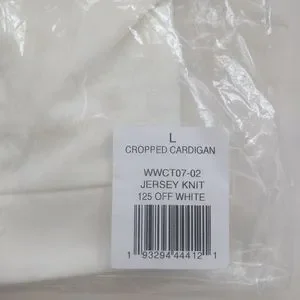 L
CROPPED CARDIGAN
WWCT07-02
JERSEY KNIT
125 OFF WHITE
1 93294 44412 1